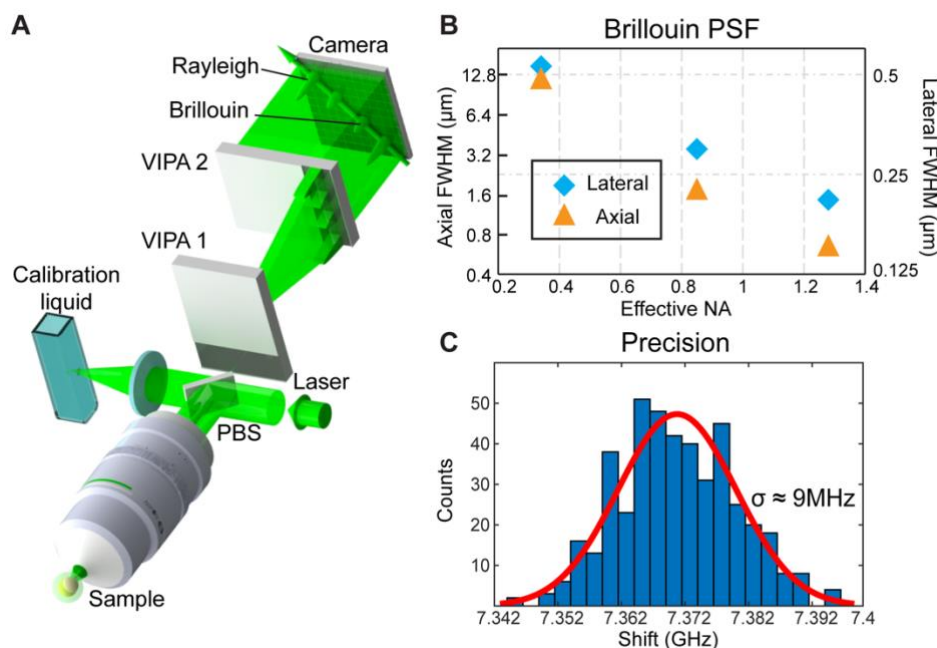 A
Camera
Rayleigh
Brillouin
VIPA 2
VIPA 1
Calibration
liquid
Laser
PBS
Sample
B
Brillouin PSF
Axial FWHM (μm)
12.8
6.4
3.2
1.6
0.8
0.4
Lateral
Axial
0.5
0.25
0.125
Lateral FWHM (μm)
0.2 0.4 0.6 0.8 1 1.2 1.4
Effective NA
C
Precision
Counts
50
40
30
20
10
σ ≈ 9MHz
7.342 7.352 7.362 7.372 7.382 7.392 7.4
Shift (GHz)